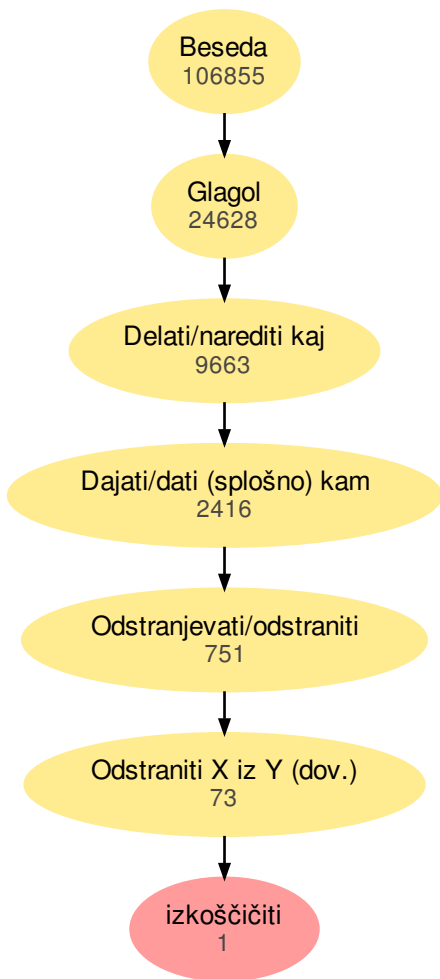 Beseda
106855
Glagol
24628
Delati/narediti kaj
9663
Dajati/dati (splošno) kam
2416
Odstranjevati/odstraniti
751
Odstraniti X iz Y (dov.)
73
izkoščičiti
1